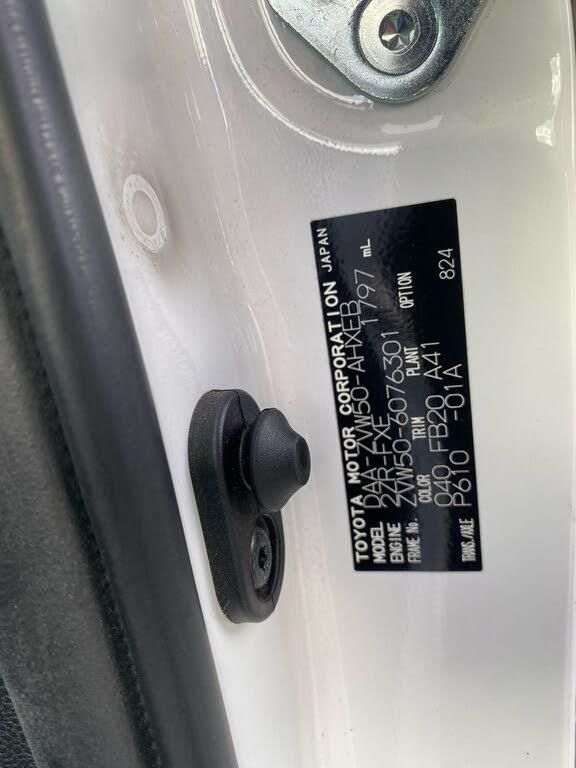 TOYOTA MOTOR CORPORATION JAPAN
MODEL DAA-ZVW50-AHXEB
ENGINE 2ZR-FXE 1797 mL
FRAME No. ZVW50-6076301
COLOR TRIM PLANT OPTION
040 FB20 A41 824
TRANS./AXLE P610 -01A